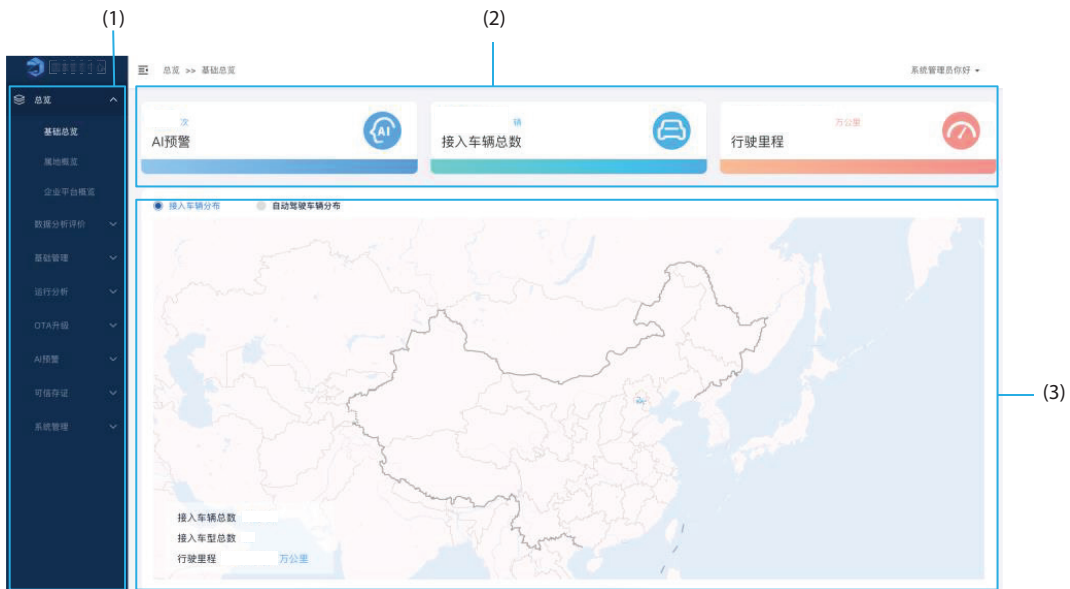 (1)
(2)
总览 >> 基础总览
系统管理员你好
总览
基础总览
属地概览
企业平台概览
数据分析评价
基础管理
运行分析
OTA升级
AI预警
可信存证
系统管理
次
AI预警
AI
辆
接入车辆总数
万公里
行驶里程
接入车辆分布 自动驾驶车辆分布
(3)
接入车辆总数
接入车型总数
行驶里程 万公里